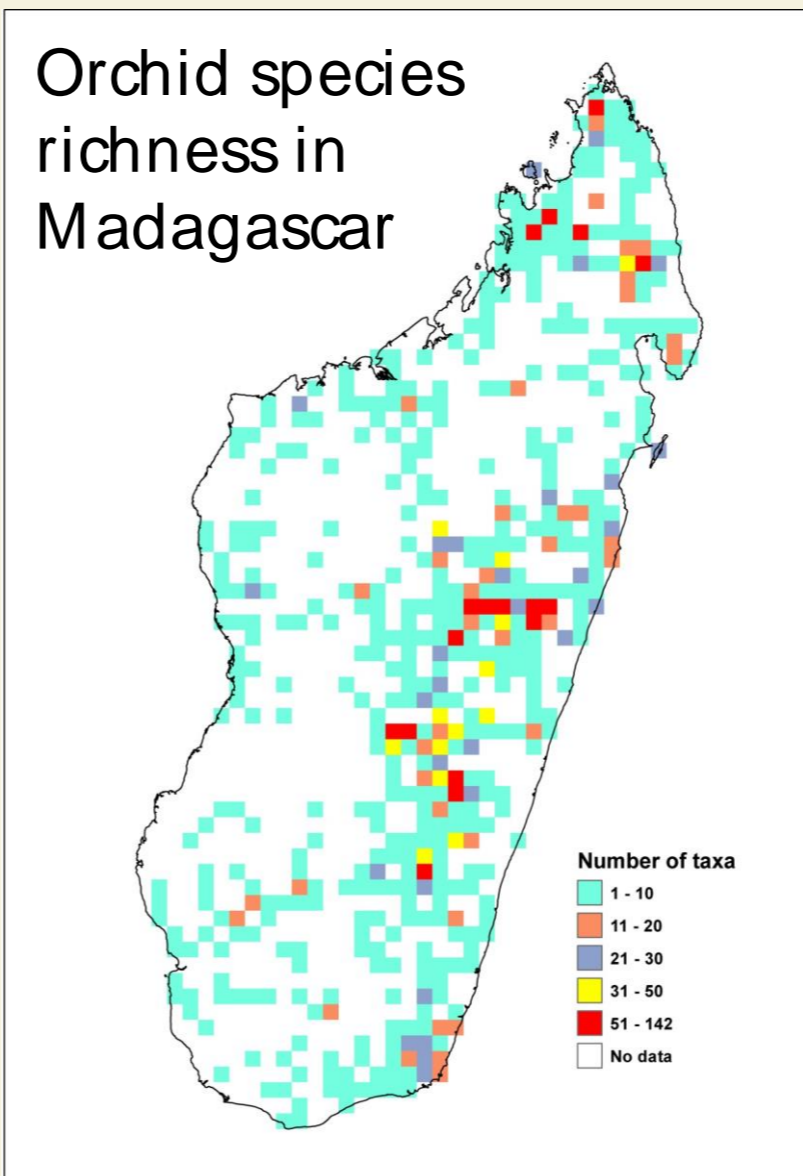 Orchid species
richness in
Madagascar
Number of taxa
1 - 10
11 - 20
21 - 30
31 - 50
51 - 142
No data